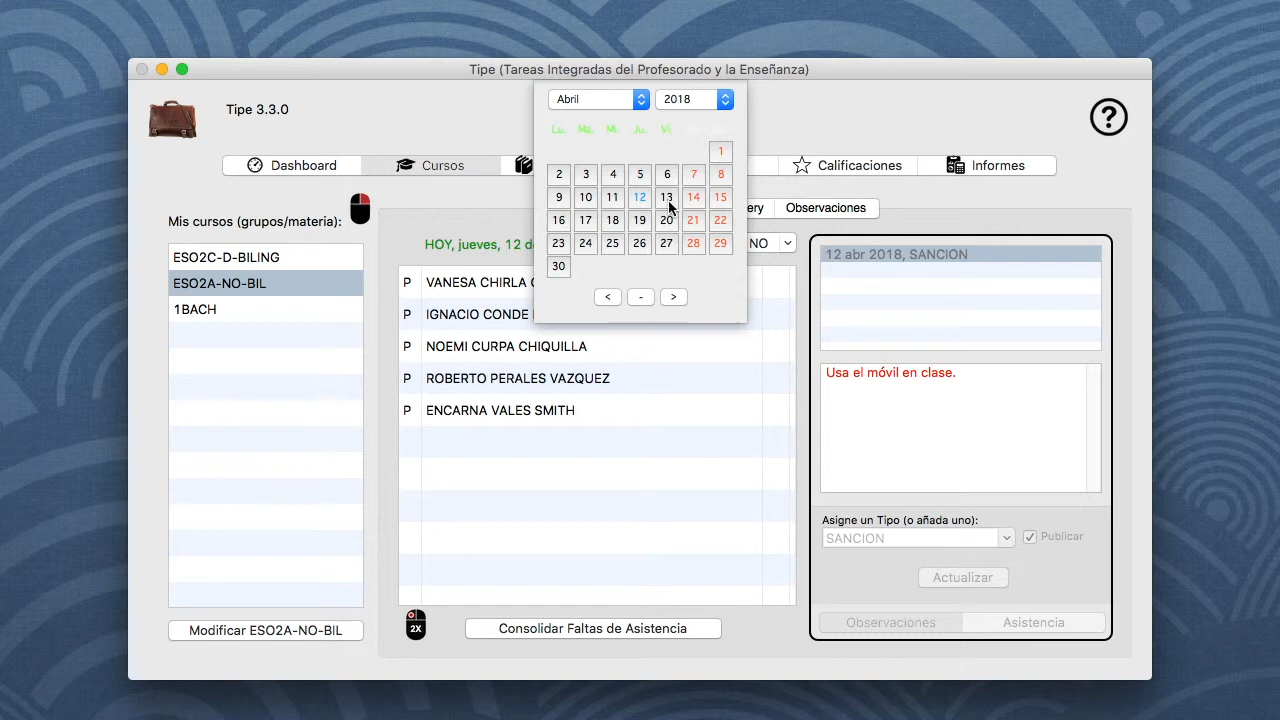 Tipe (Tareas Integradas del Profesorado y la Enseñanza)
Tipe 3.3.0
Abril 2018
Lu. Ma. Mi. Ju. Vi.
1
2 3 4 5 6 7 8
9 10 11 12 13 14 15
16 17 18 19 20 21 22
23 24 25 26 27 28 29
30
< - >
Dashboard Cursos Calificaciones Informes
Observaciones
Mis cursos (grupos/materia):
ESO2C-D-BILING
ESO2A-NO-BIL
1BACH
Modificar ESO2A-NO-BIL
HOY, jueves, 12 NO
P VANESA CHIRLA
P IGNACIO CONDE
P NOEMI CURPA CHIQUILLA
P ROBERTO PERALES VAZQUEZ
P ENCARNA VALES SMITH
2X
Consolidar Faltas de Asistencia
12 abr 2018, SANCION
Usa el móvil en clase.
Asigne un Tipo (o añada uno):
SANCION Publicar
Actualizar
Observaciones Asistencia